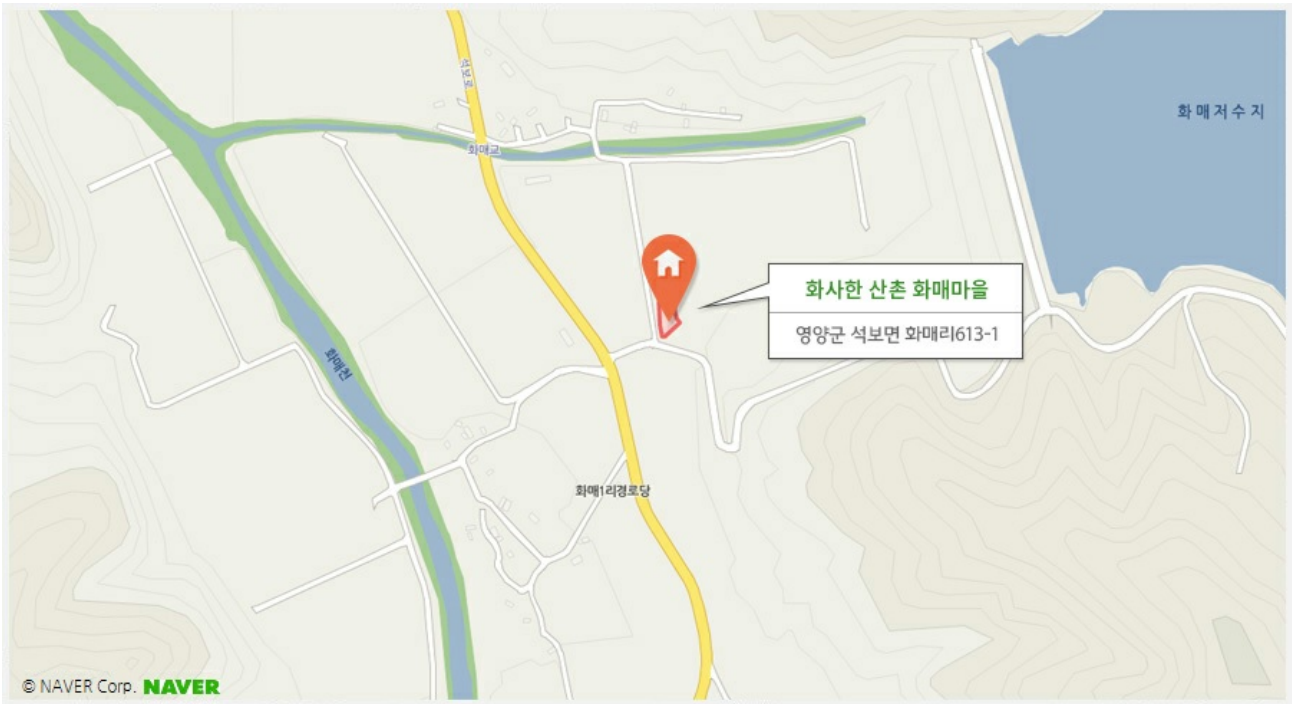 석보로
화매저수지
화매교
화사한 산촌 화매마을
영양군 석보면 화매리613-1
화매천
화매1리경로당
© NAVER Corp. NAVER